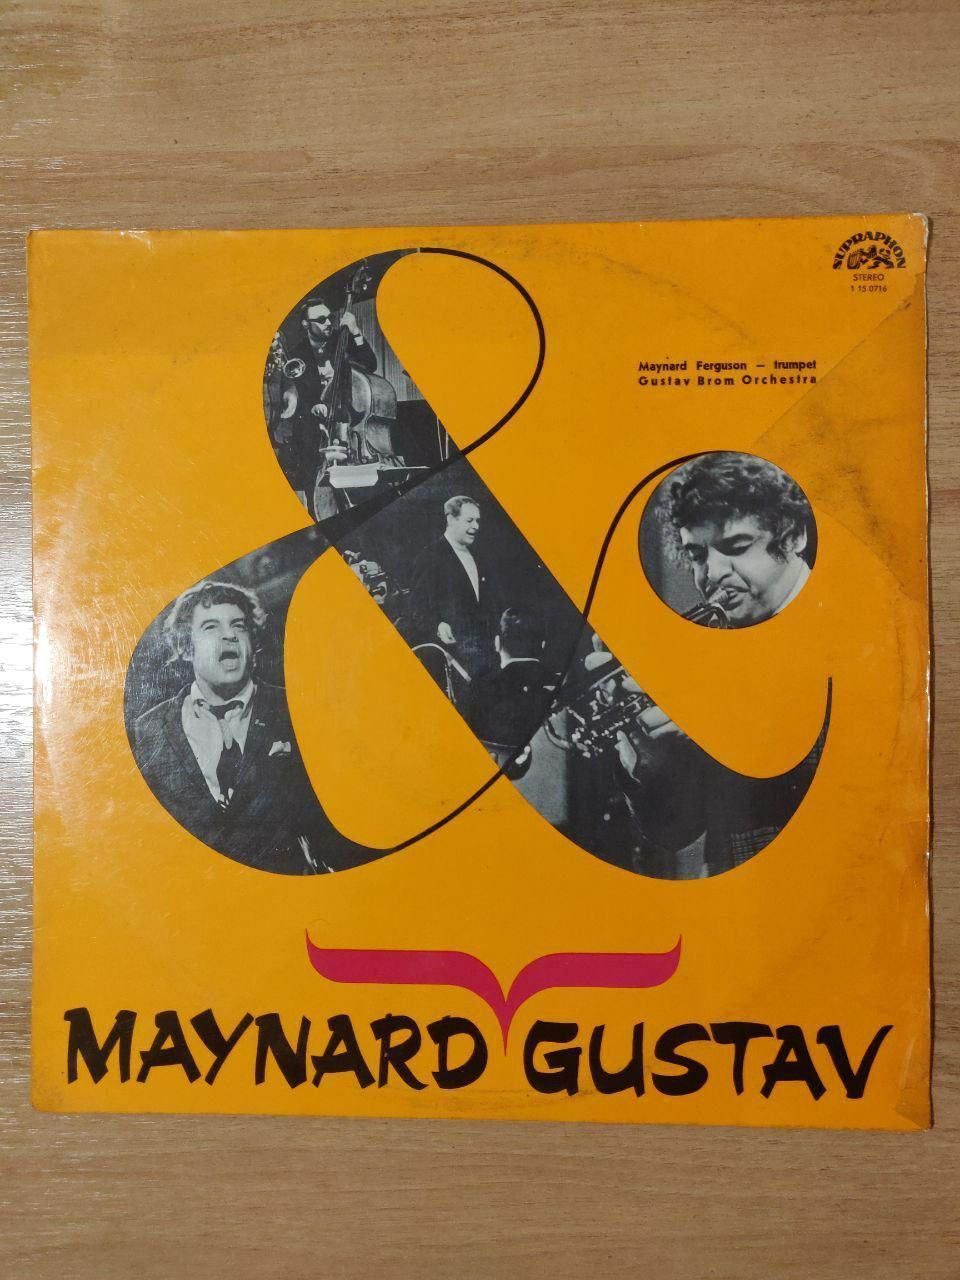 SUPRAPHON
STEREO
1 15 0716
Maynard Ferguson – trumpet
Gustav Brom Orchestra
&
MAYNARD GUSTAV